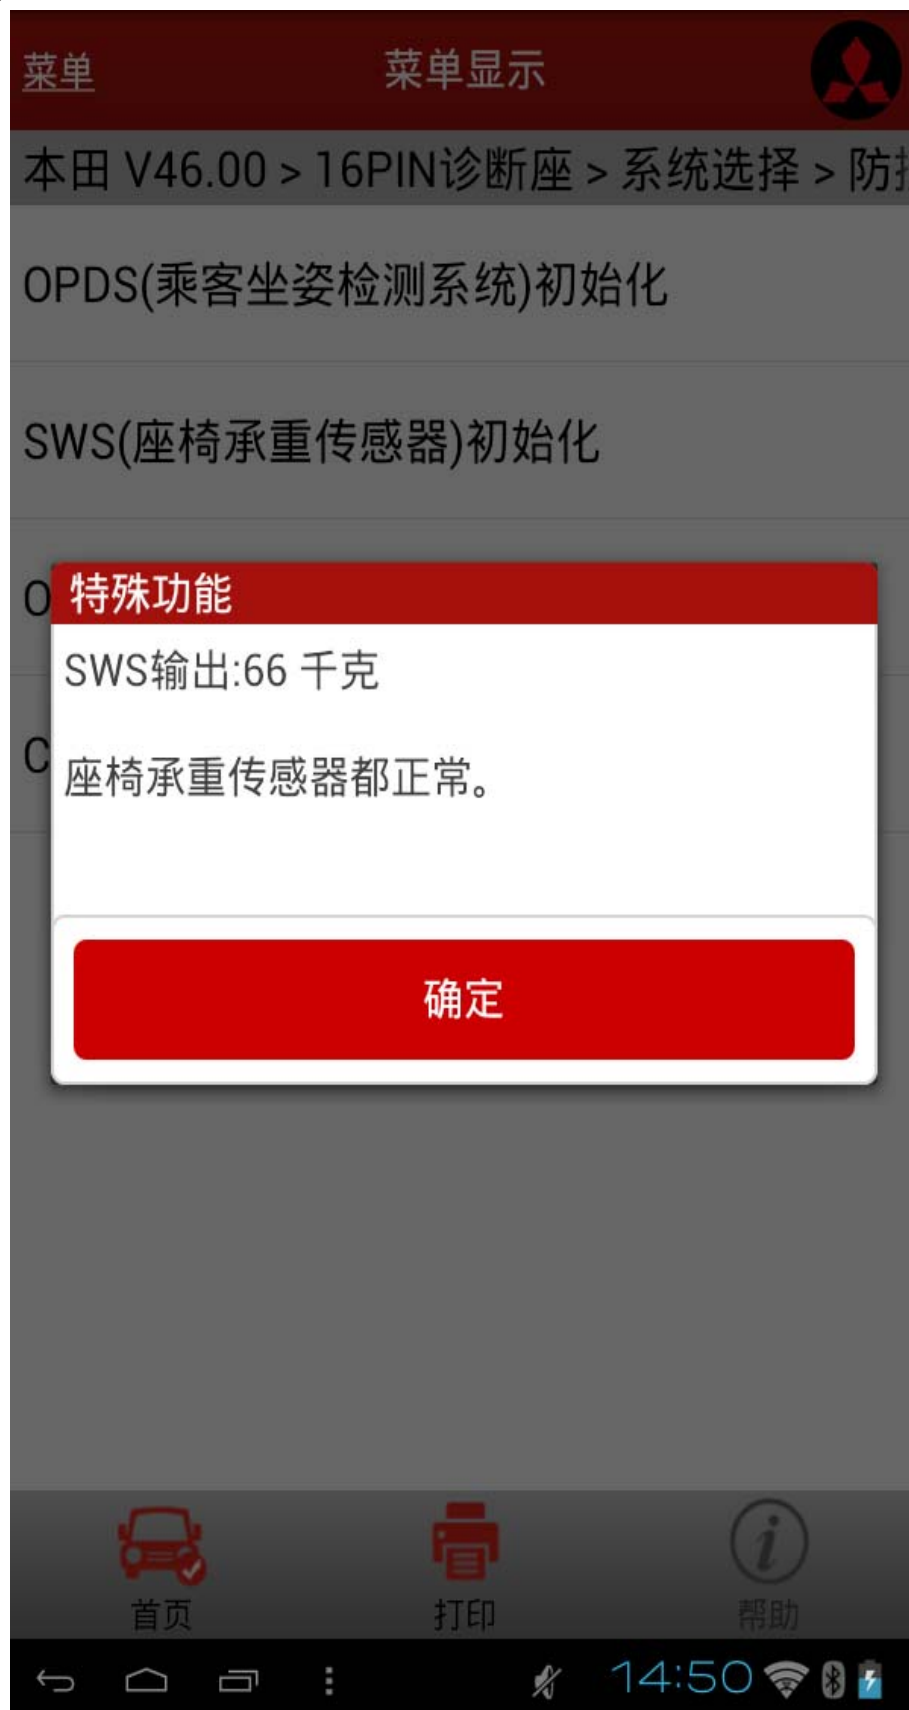 菜单
菜单显示
本田 V46.00 > 16PIN诊断座 > 系统选择 > 防
OPDS(乘客坐姿检测系统)初始化
SWS(座椅承重传感器)初始化
O
特殊功能
SWS输出:66 千克
C
座椅承重传感器都正常。
确定
首页
打印
帮助
14:50